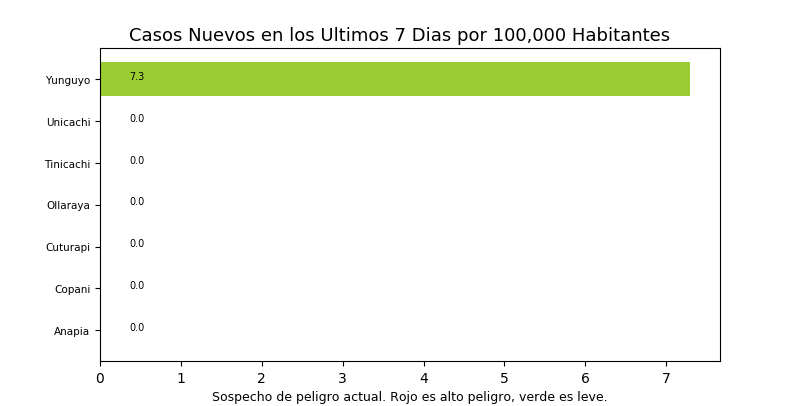 Casos Nuevos en los Ultimos 7 Dias por 100,000 Habitantes
Yunguyo 7.3
Unicachi 0.0
Tinicachi 0.0
Ollaraya 0.0
Cuturapi 0.0
Copani 0.0
Anapia 0.0
0 1 2 3 4 5 6 7
Sospecho de peligro actual. Rojo es alto peligro, verde es leve.